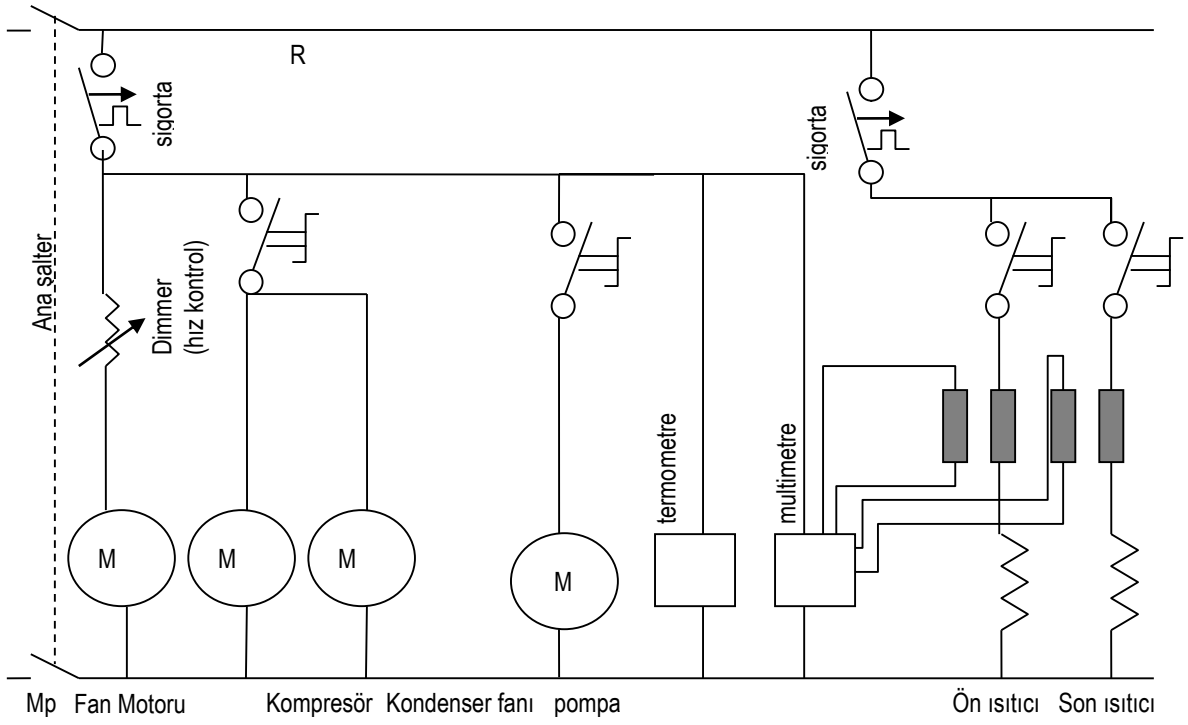 R
sigorta
sigorta
Ana şalter
Dimmer
(hız kontrol)
termometre
multimetre
M
M
M
M
Mp
Fan Motoru
Kompresör
Kondenser fanı
pompa
Ön ısıtıcı
Son ısıtıcı